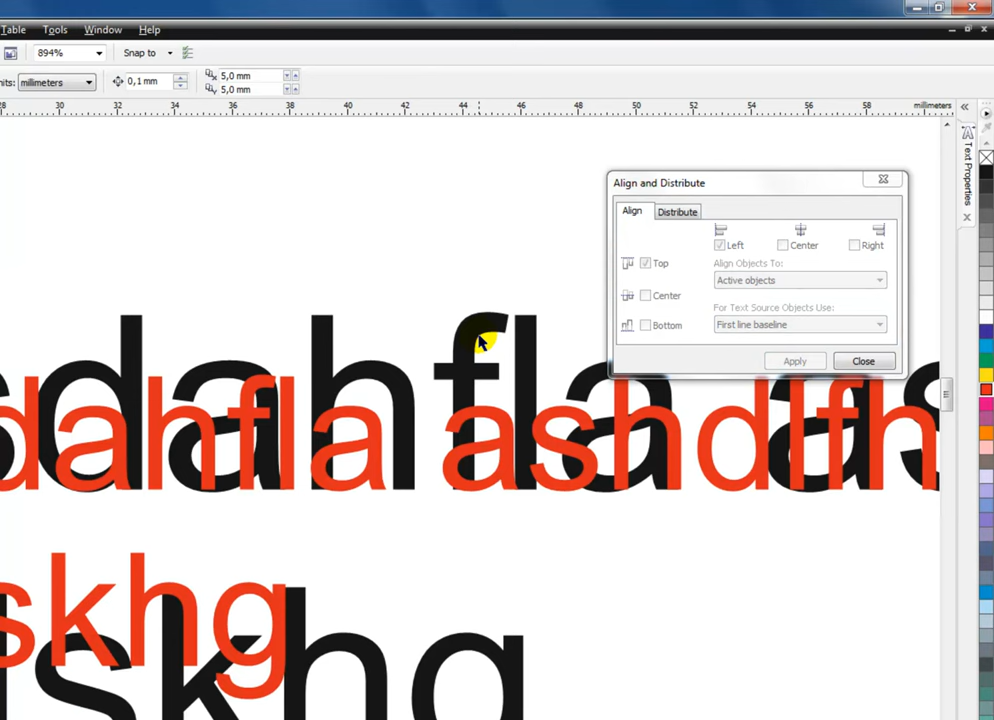 Table Tools Window Help
894% Snap to
nits: millimeters 0,1 mm 5,0 mm
5,0 mm
28 30 32 34 36 38 40 42 44 46 48 50 52 54 56 58 millimeters
Text Properties
Align and Distribute
Align Distribute
Left Center Right
Top Align Objects To:
Active objects
Center
For Text Source Objects Use:
Bottom First line baseline
Apply Close
sdahfla as
dahfla ashdlfh
skhg
lskhg